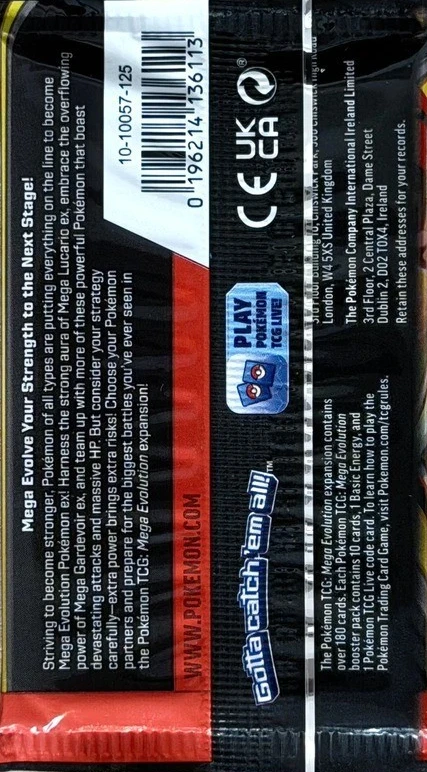 Mega Evolve Your Strength to the Next Stage!
Striving to become stronger, Pokémon of all types are putting everything on the line to become
Mega Evolution Pokémon ex! Harness the strong aura of Mega Lucario ex, embrace the overflowing
power of Mega Gardevoir ex, and team up with more of these powerful Pokémon that boast
devastating attacks and massive HP. But consider your strategy
carefully—extra power brings extra risks! Choose your Pokémon
partners and prepare for the biggest battles you've ever seen in
the Pokémon TCG: Mega Evolution expansion!
10-10057-125
0 196214 136113
WWW.POKEMON.COM
Gotta catch 'em all!™
PLAY
POKÉMON
TCG LIVE!
CE UK
CA
®
The Pokémon TCG: Mega Evolution expansion contains
over 180 cards. Each Pokémon TCG: Mega Evolution
booster pack contains 10 cards, 1 Basic Energy, and
1 Pokémon TCG Live code card. To learn how to play the
Pokémon Trading Card Game, visit Pokemon.com/tcgrules.
London, W4 5XS United Kingdom
The Pokémon Company International Ireland Limited
3rd Floor, 2 Central Plaza, Dame Street
Dublin 2, D02 T0X4, Ireland
Retain these addresses for your records.